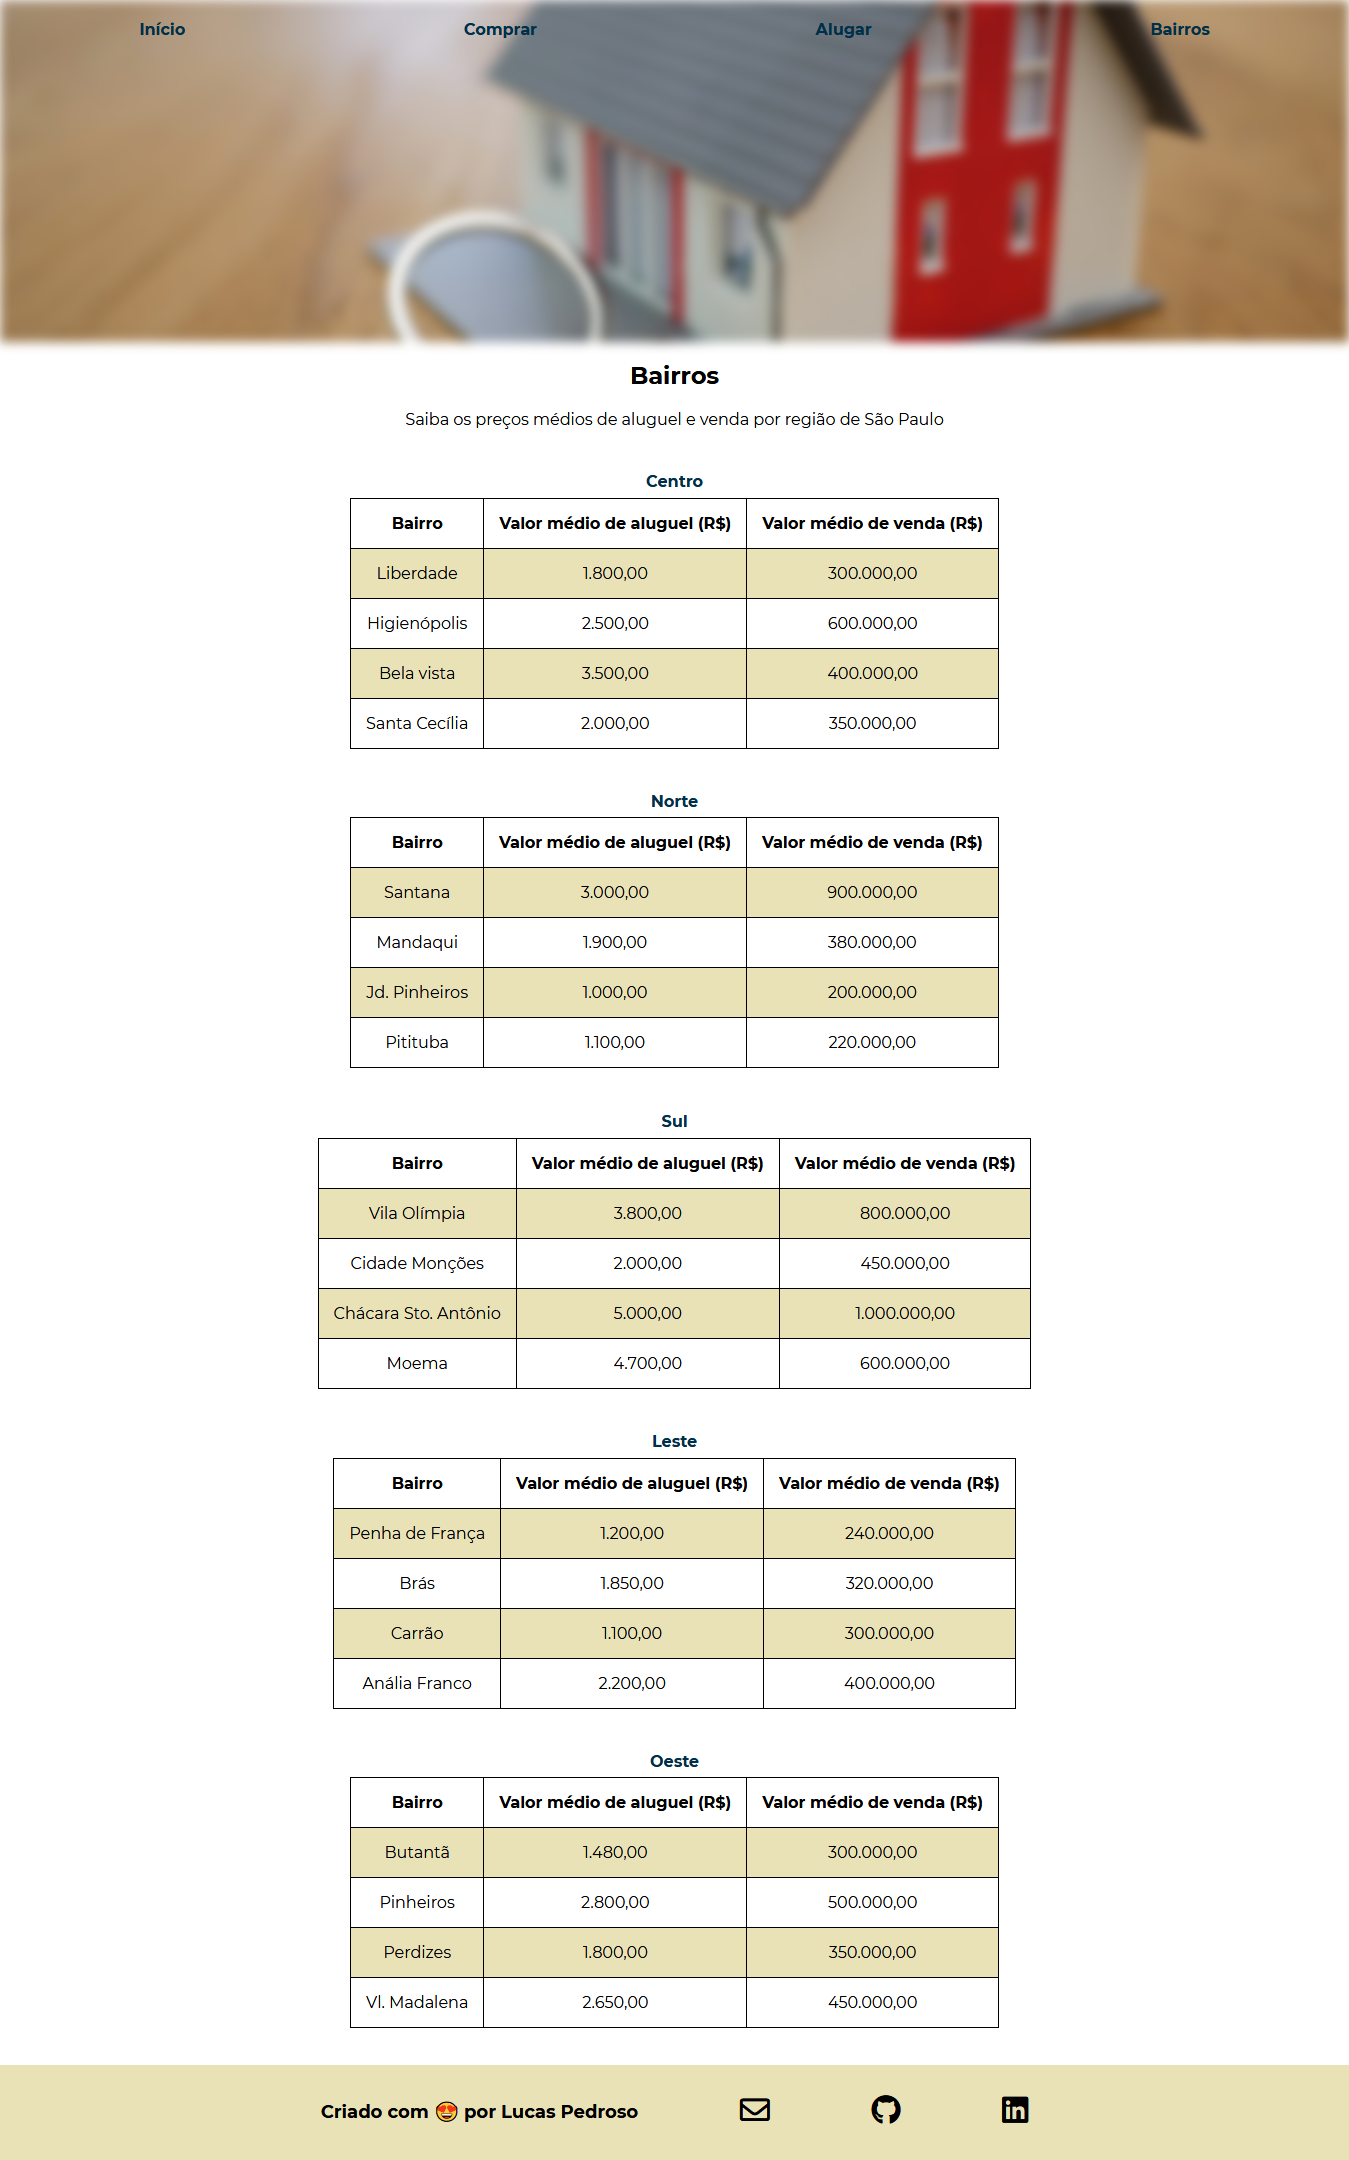 Início Comprar Alugar Bairros
Bairros
Saiba os preços médios de aluguel e venda por região de São Paulo
Centro
Bairro Valor médio de aluguel (R$) Valor médio de venda (R$)
Liberdade 1.800,00 300.000,00
Higienópolis 2.500,00 600.000,00
Bela vista 3.500,00 400.000,00
Santa Cecília 2.000,00 350.000,00
Norte
Bairro Valor médio de aluguel (R$) Valor médio de venda (R$)
Santana 3.000,00 900.000,00
Mandaqui 1.900,00 380.000,00
Jd. Pinheiros 1.000,00 200.000,00
Pitituba 1.100,00 220.000,00
Sul
Bairro Valor médio de aluguel (R$) Valor médio de venda (R$)
Vila Olímpia 3.800,00 800.000,00
Cidade Monções 2.000,00 450.000,00
Chácara Sto. Antônio 5.000,00 1.000.000,00
Moema 4.700,00 600.000,00
Leste
Bairro Valor médio de aluguel (R$) Valor médio de venda (R$)
Penha de França 1.200,00 240.000,00
Brás 1.850,00 320.000,00
Carrão 1.100,00 300.000,00
Anália Franco 2.200,00 400.000,00
Oeste
Bairro Valor médio de aluguel (R$) Valor médio de venda (R$)
Butantã 1.480,00 300.000,00
Pinheiros 2.800,00 500.000,00
Perdizes 1.800,00 350.000,00
Vl. Madalena 2.650,00 450.000,00
Criado com 😍 por Lucas Pedroso